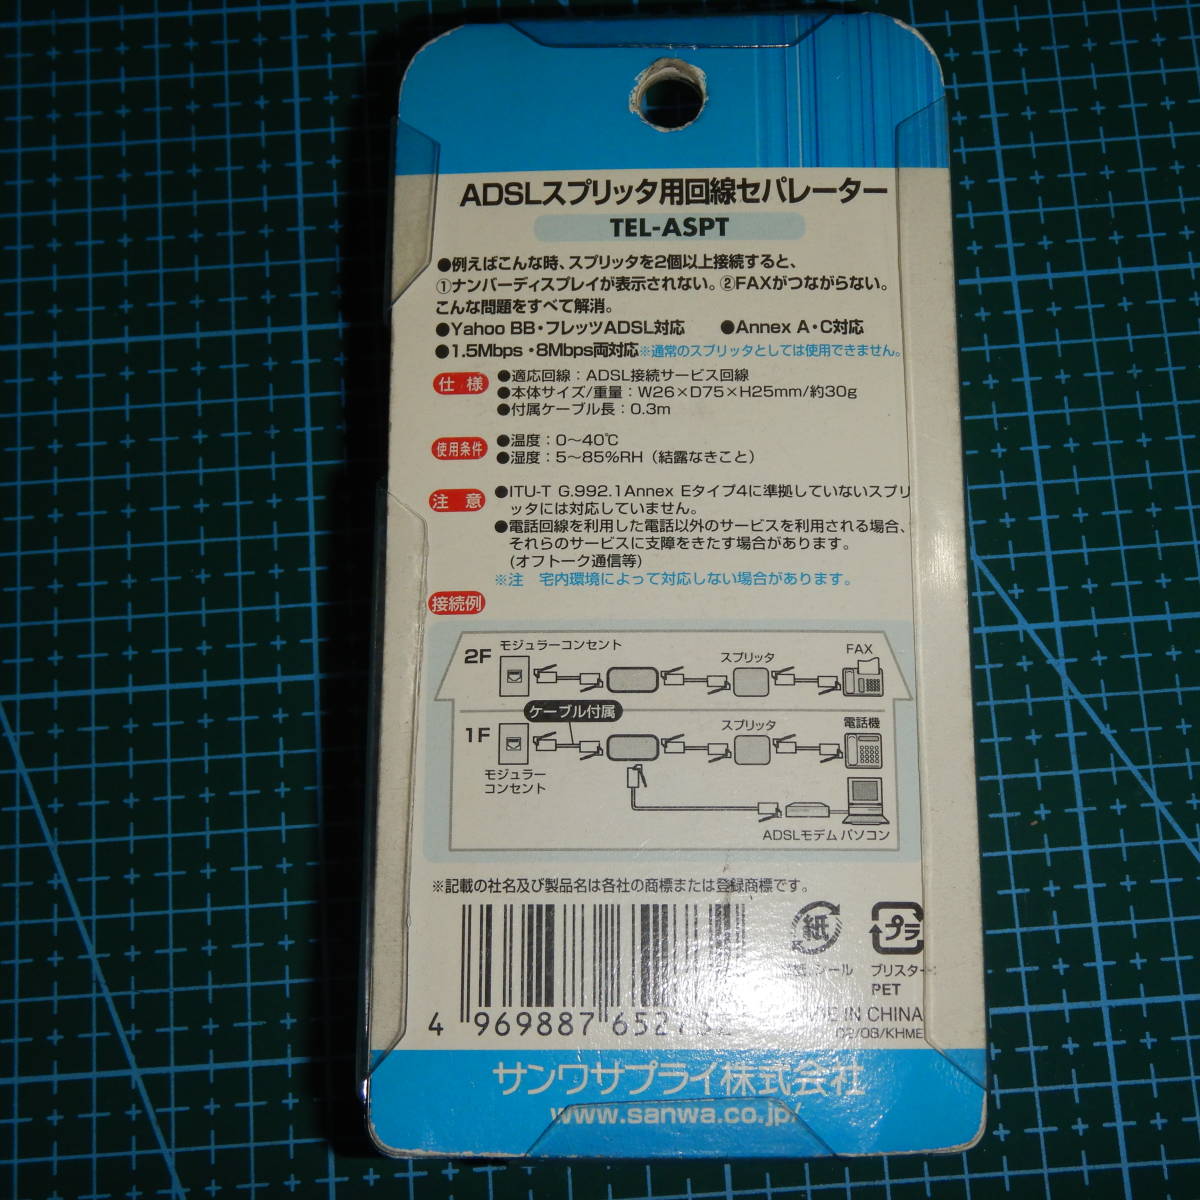 ADSLスプリッタ用回線セパレーター
TEL-ASPT
●例えばこんな時、スプリッタを2個以上接続すると、
①ナンバーディスプレイが表示されない。②FAXがつながらない。
こんな問題をすべて解消。
●Yahoo BB・フレッツADSL対応 ●Annex A・C対応
●1.5Mbps・8Mbps両対応※通常のスプリッタとしては使用できません。
仕様
●適応回線：ADSL接続サービス回線
●本体サイズ/重量：W26×D75×H25mm/約30g
●付属ケーブル長：0.3m
使用条件
●温度：0～40℃
●湿度：5～85%RH（結露なきこと）
注意
●ITU-T G.992.1Annex Eタイプ4に準拠していないスプリ
ッタには対応していません。
●電話回線を利用した電話以外のサービスを利用される場合、
それらのサービスに支障をきたす場合があります。
(オフトーク通信等)
※注 宅内環境によって対応しない場合があります。
接続例
2F
モジュラーコンセント
スプリッタ
FAX
ケーブル付属
1F
スプリッタ
電話機
モジュラー
コンセント
ADSLモデム パソコン
※記載の社名及び製品名は各社の商標または登録商標です。
紙
プラ
シール
ブリスター:
PET
4 969887 65273
IN CHINA
02/08/KHME
サンワサプライ株式会社
www.sanwa.co.jp/